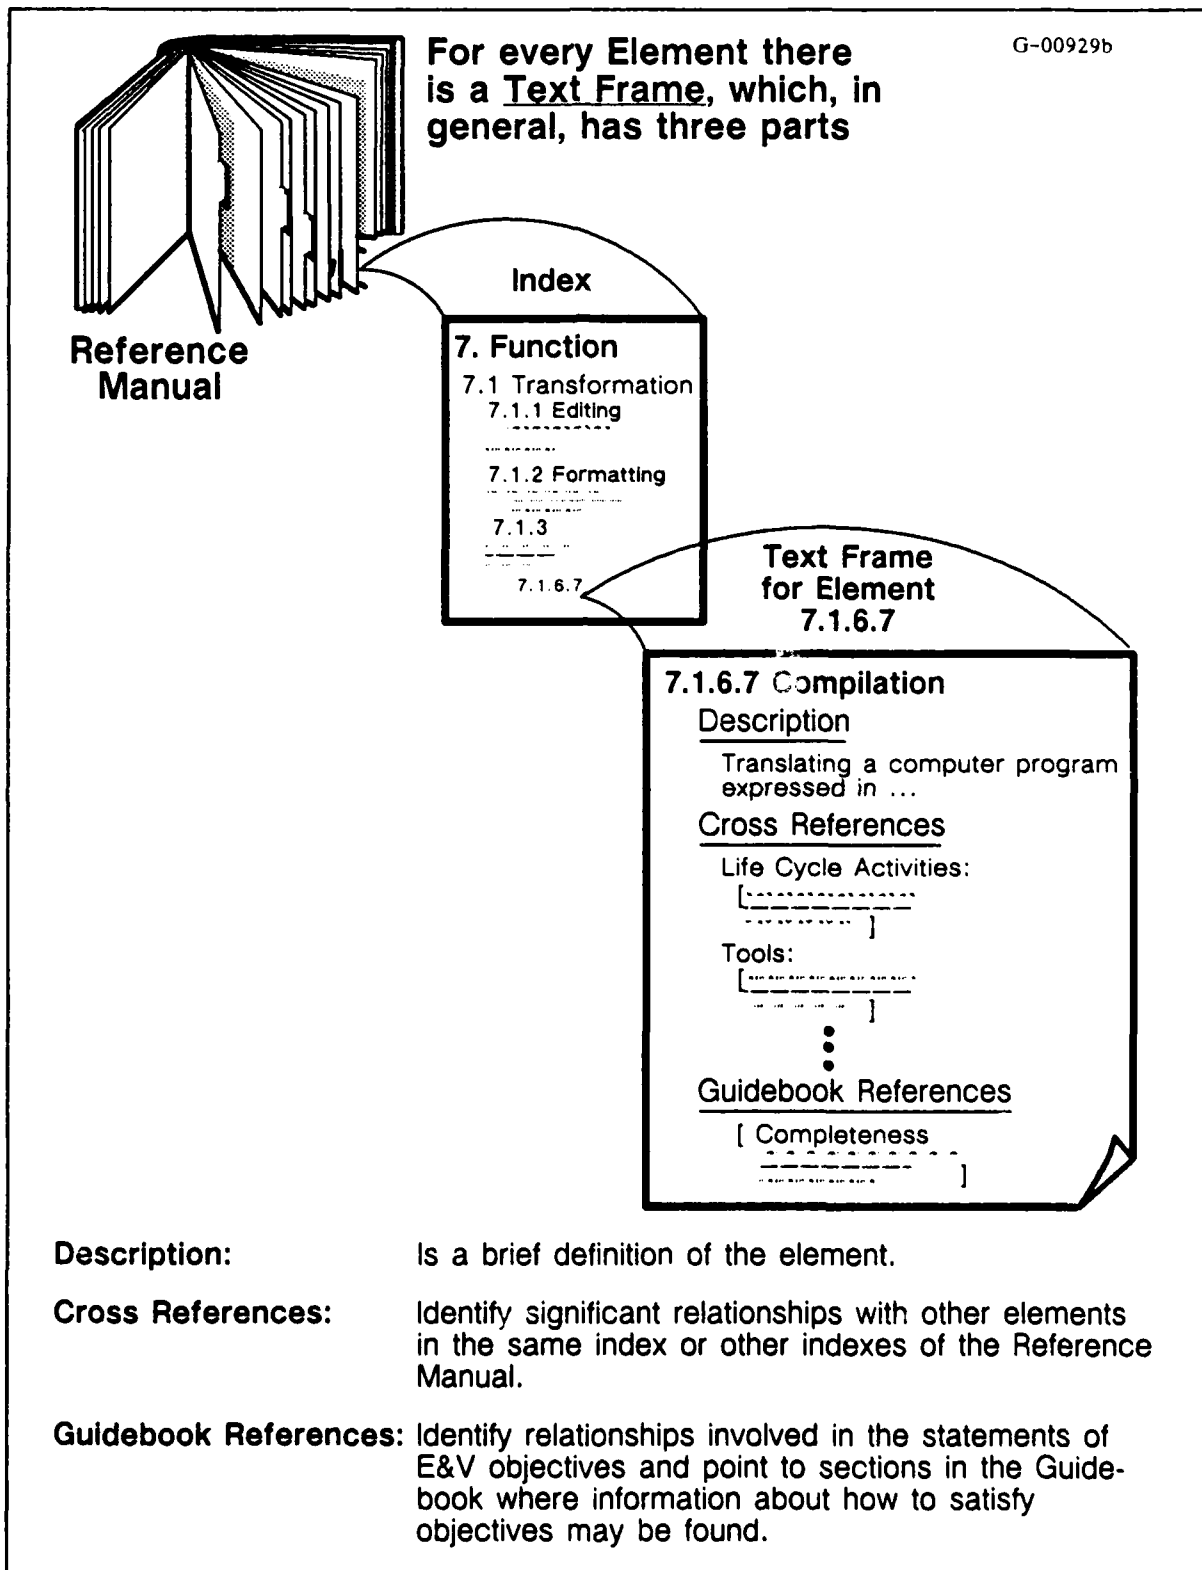 For every Element there
is a Text Frame, which, in
general, has three parts
G-00929b
Reference
Manual
Index
7. Function
7.1 Transformation
7.1.1 Editing
7.1.2 Formatting
7.1.3
7.1.6.7
Text Frame
for Element
7.1.6.7
7.1.6.7 Compilation
Description
Translating a computer program
expressed in ...
Cross References
Life Cycle Activities:
[
]
Tools:
[
]
Guidebook References
[ Completeness
]
Description: Is a brief definition of the element.
Cross References: Identify significant relationships with other elements
in the same index or other indexes of the Reference
Manual.
Guidebook References: Identify relationships involved in the statements of
E&V objectives and point to sections in the Guide-
book where information about how to satisfy
objectives may be found.